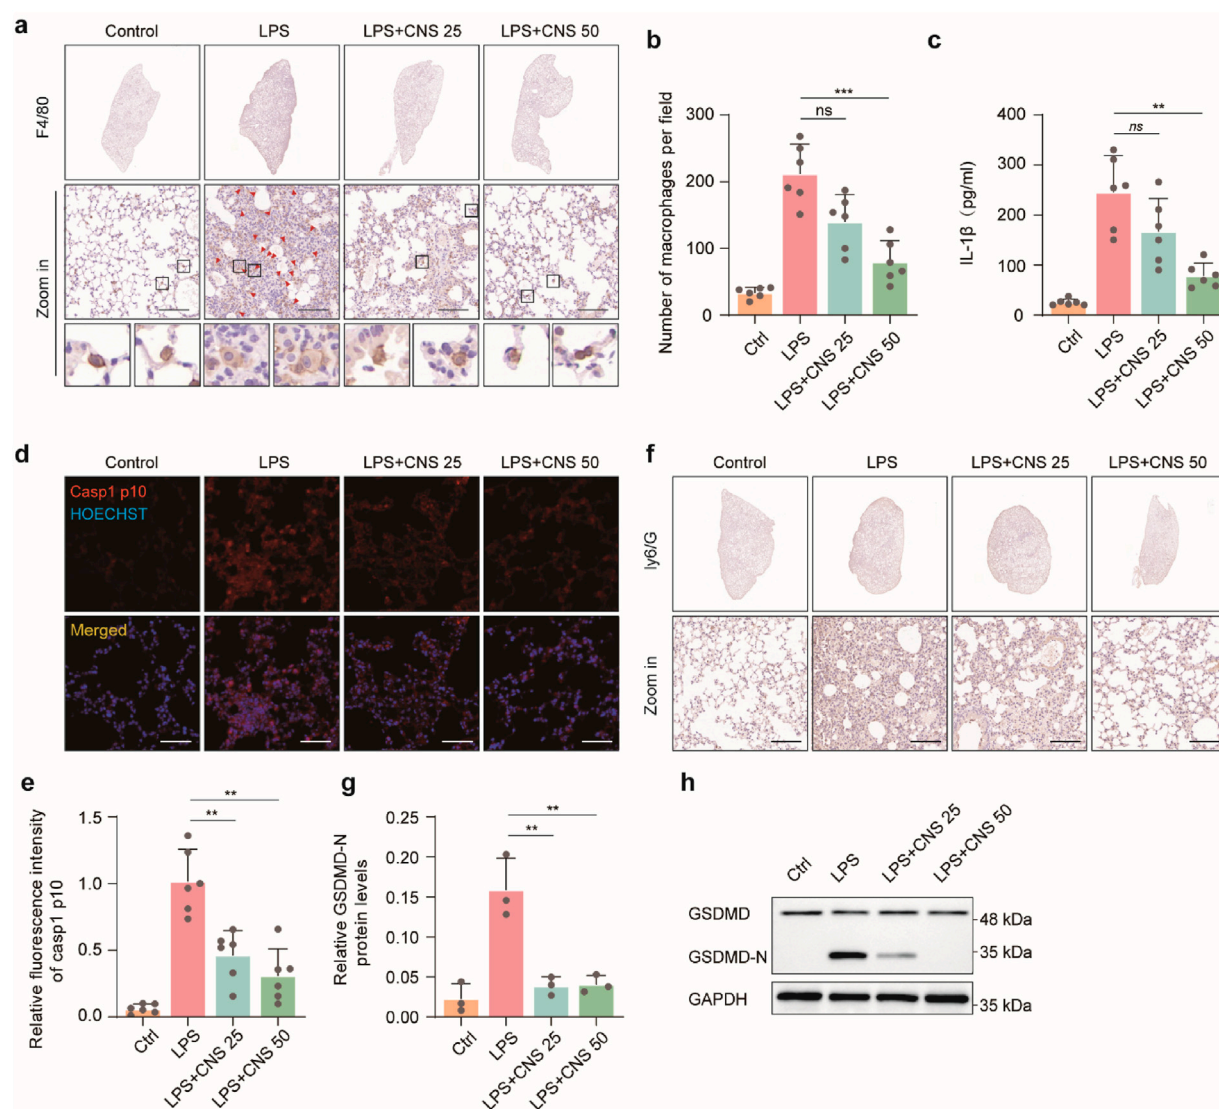 a
Control
LPS
LPS+CNS 25
LPS+CNS 50
F4/80
Zoom in
b
Number of macrophages per field
300
200
100
0
***
ns
Ctrl
LPS
LPS+CNS 25
LPS+CNS 50
c
IL-1β (pg/ml)
400
300
200
100
0
**
ns
Ctrl
LPS
LPS+CNS 25
LPS+CNS 50
d
Control
LPS
LPS+CNS 25
LPS+CNS 50
Casp1 p10
HOECHST
Merged
f
Control
LPS
LPS+CNS 25
LPS+CNS 50
ly6/G
Zoom in
e
Relative fluorescence intensity
of casp1 p10
1.5
1.0
0.5
0.0
**
**
Ctrl
LPS
LPS+CNS 25
LPS+CNS 50
g
Relative GSDMD-N
protein levels
0.25
0.20
0.15
0.10
0.05
0.00
**
**
Ctrl
LPS
LPS+CNS 25
LPS+CNS 50
h
Ctrl
LPS
LPS+CNS 25
LPS+CNS 50
GSDMD
48 kDa
GSDMD-N
35 kDa
GAPDH
35 kDa